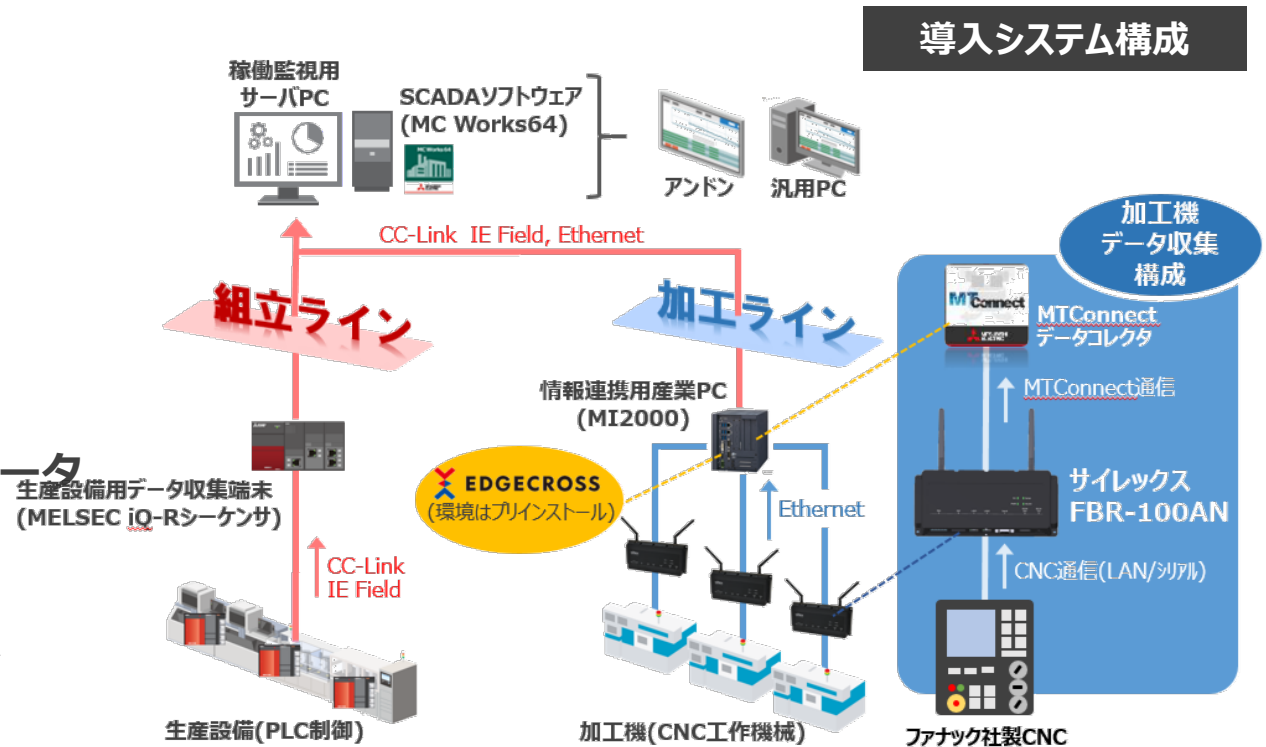 導入システム構成
稼働監視用
サーバPC
SCADAソフトウェア
(MC Works64)
MC Works64
アンドン
汎用PC
CC-Link IE Field, Ethernet
加工機
データ収集
構成
組立ライン
加工ライン
MTConnect
MTConnect
データコレクタ
MTConnect通信
情報連携用産業PC
(MI2000)
ータ
生産設備用データ収集端末
(MELSEC iQ-Rシーケンサ)
EDGECROSS
(環境はプリインストール)
Ethernet
サイレックス
FBR-100AN
CC-Link
IE Field
CNC通信(LAN/シリアル)
生産設備(PLC制御)
加工機(CNC工作機械)
ファナック社製CNC